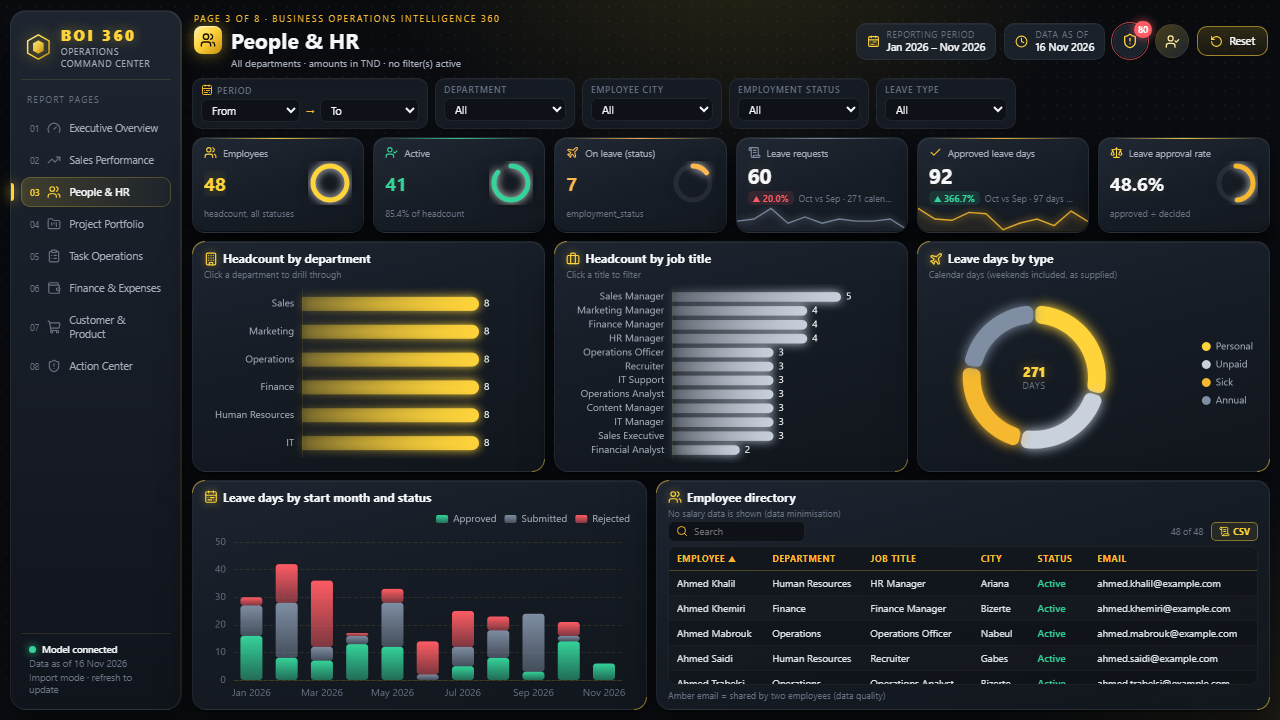 BOI 360
OPERATIONS
COMMAND CENTER
REPORT PAGES
01 Executive Overview
02 Sales Performance
03 People & HR
04 Project Portfolio
05 Task Operations
06 Finance & Expenses
07 Customer &
Product
08 Action Center
Model connected
Data as of 16 Nov 2026
Import mode · refresh to
update
PAGE 3 OF 8 · BUSINESS OPERATIONS INTELLIGENCE 360
People & HR
All departments · amounts in TND · no filter(s) active
REPORTING PERIOD
Jan 2026 – Nov 2026
DATA AS OF
16 Nov 2026
80
Reset
PERIOD
From → To
DEPARTMENT
All
EMPLOYEE CITY
All
EMPLOYMENT STATUS
All
LEAVE TYPE
All
Employees
48
headcount, all statuses
Active
41
85.4% of headcount
On leave (status)
7
employment_status
Leave requests
60
▲ 20.0% Oct vs Sep · 271 calen...
Approved leave days
92
▲ 366.7% Oct vs Sep · 97 days ...
Leave approval rate
48.6%
approved ÷ decided
Headcount by department
Click a department to drill through
Sales 8
Marketing 8
Operations 8
Finance 8
Human Resources 8
IT 8
Headcount by job title
Click a title to filter
Sales Manager 5
Marketing Manager 4
Finance Manager 4
HR Manager 4
Operations Officer 3
Recruiter 3
IT Support 3
Operations Analyst 3
Content Manager 3
IT Manager 3
Sales Executive 3
Financial Analyst 2
Leave days by type
Calendar days (weekends included, as supplied)
271
DAYS
Personal
Unpaid
Sick
Annual
Leave days by start month and status
Approved Submitted Rejected
50
40
30
20
10
0
Jan 2026 Mar 2026 May 2026 Jul 2026 Sep 2026 Nov 2026
Employee directory
No salary data is shown (data minimisation)
Search
48 of 48
CSV
EMPLOYEE ▲ DEPARTMENT JOB TITLE CITY STATUS EMAIL
Ahmed Khalil Human Resources HR Manager Ariana Active ahmed.khalil@example.com
Ahmed Khemiri Finance Finance Manager Bizerte Active ahmed.khemiri@example.com
Ahmed Mabrouk Operations Operations Officer Nabeul Active ahmed.mabrouk@example.com
Ahmed Saidi Human Resources Recruiter Gabes Active ahmed.saidi@example.com
Ahmed Trabelsi Operations Operations Analyst Bizerte Active ahmed.trabelsi@example.com
Amber email = shared by two employees (data quality)